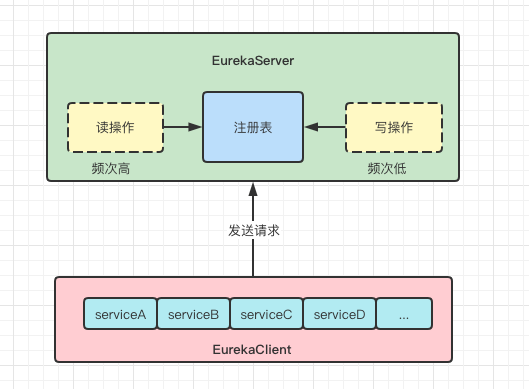 EurekaServer
读操作
注册表
写操作
频次高
频次低
发送请求
serviceA
serviceB
serviceC
serviceD
...
EurekaClient